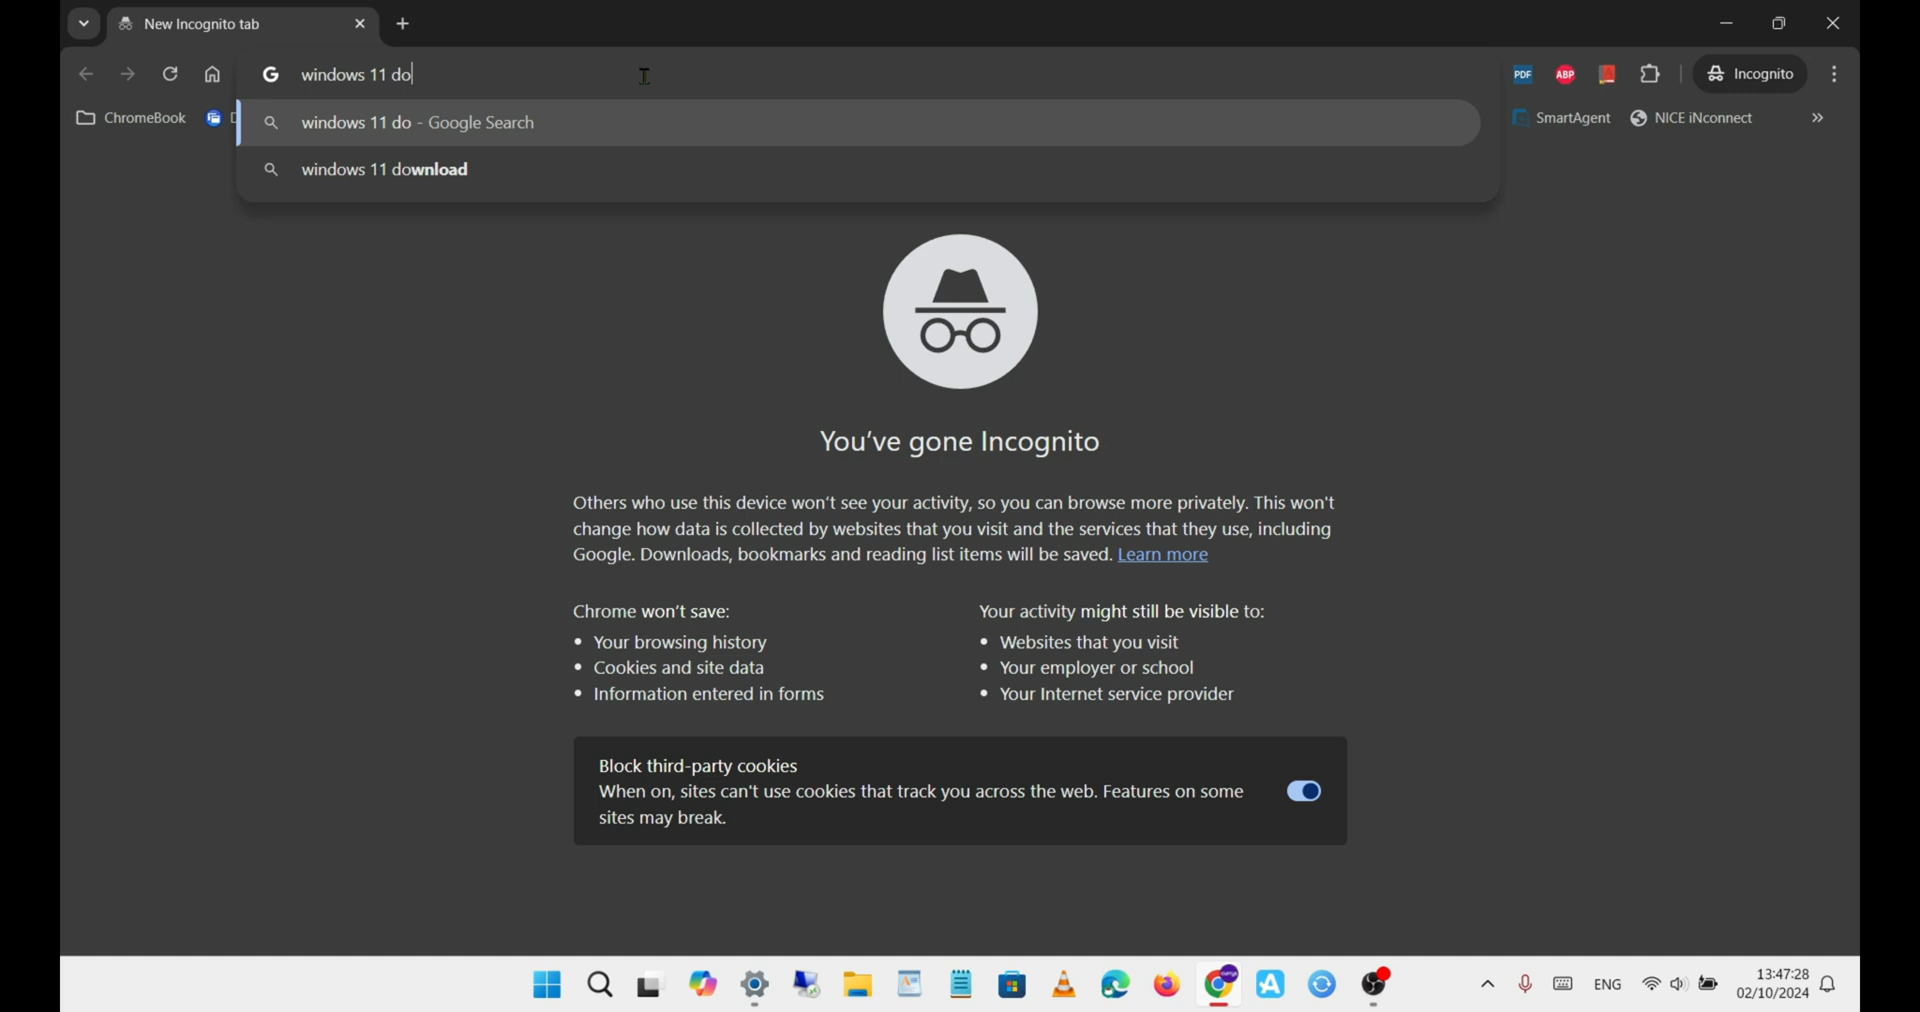 New Incognito tab
windows 11 do
PDF
ABP
Incognito
ChromeBook
SmartAgent
NICE iNconnect
windows 11 do - Google Search
windows 11 download
You've gone Incognito
Others who use this device won't see your activity, so you can browse more privately. This won't
change how data is collected by websites that you visit and the services that they use, including
Google. Downloads, bookmarks and reading list items will be saved. Learn more
Chrome won't save:
• Your browsing history
• Cookies and site data
• Information entered in forms
Your activity might still be visible to:
• Websites that you visit
• Your employer or school
• Your Internet service provider
Block third-party cookies
When on, sites can't use cookies that track you across the web. Features on some
sites may break.
ENG
13:47:28
02/10/2024